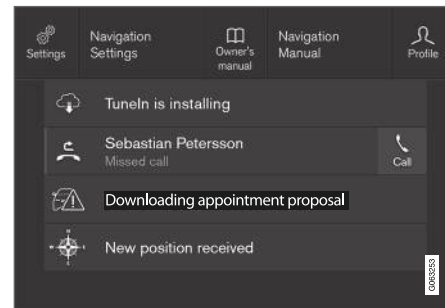 Settings
Navigation
Settings
Owner's
manual
Navigation
Manual
Profile
TuneIn is installing
Sebastian Petersson
Missed call
Call
Downloading appointment proposal
New position received
G063253